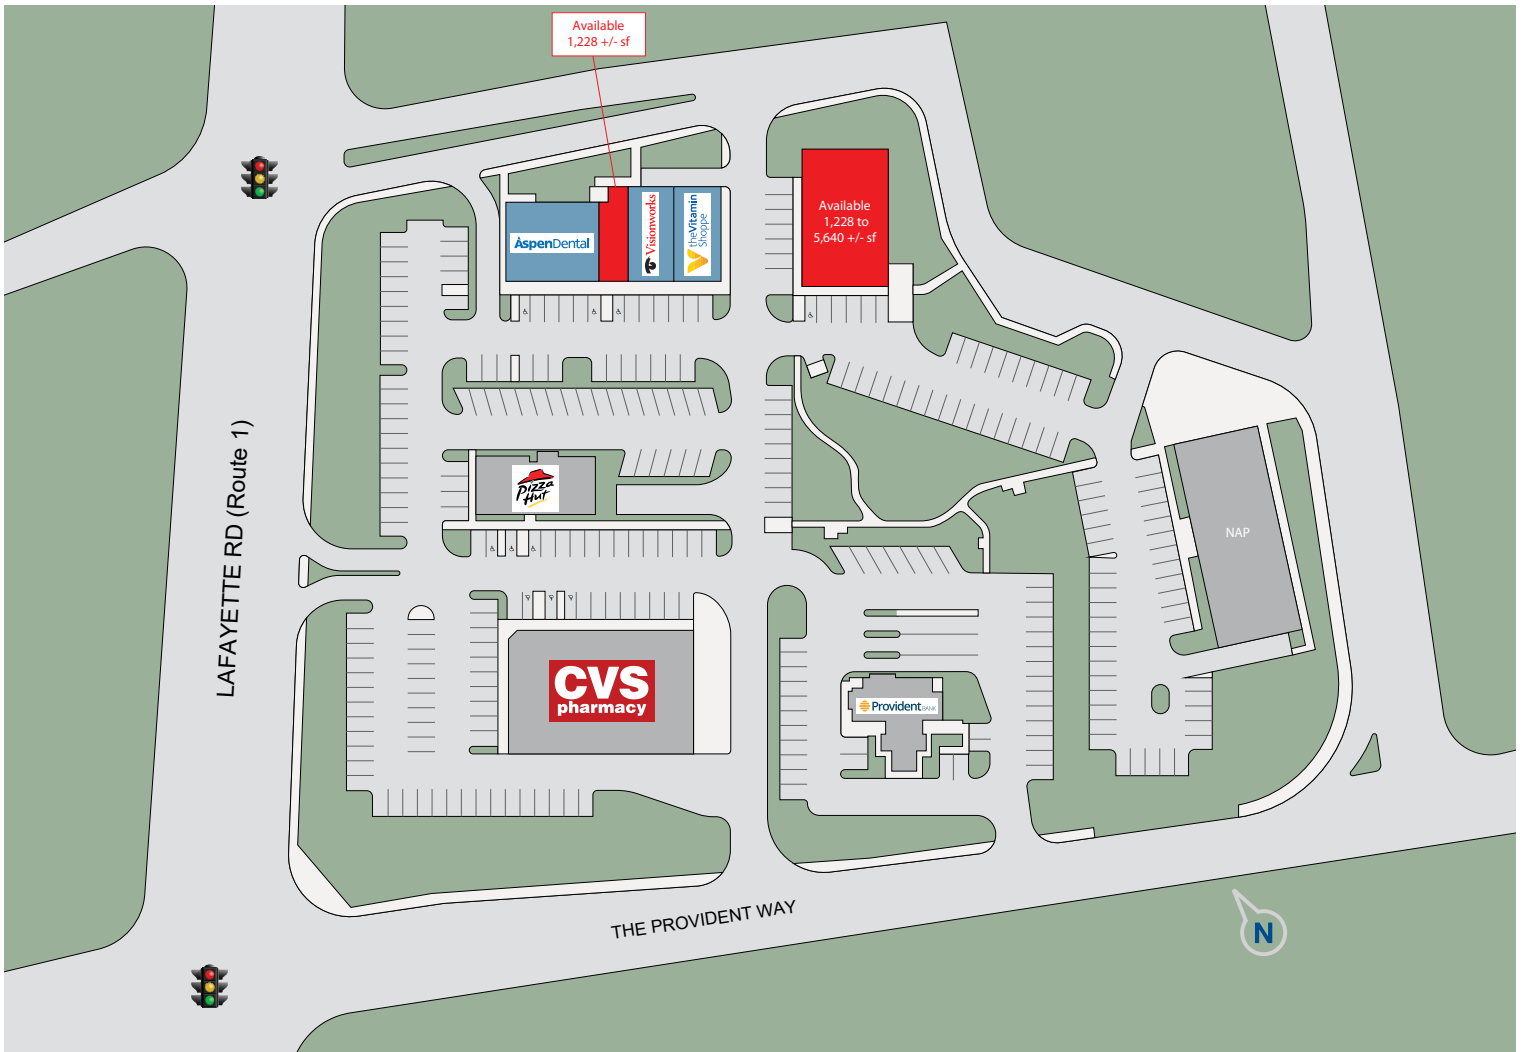 Available
1,228 +/- sf
Available
1,228 to
5,640 +/- sf
AspenDental
Visionworks
theVitamin
Shoppe
LAFAYETTE RD (Route 1)
Pizza
Hut
NAP
CVS
pharmacy
Provident BANK
THE PROVIDENT WAY
N